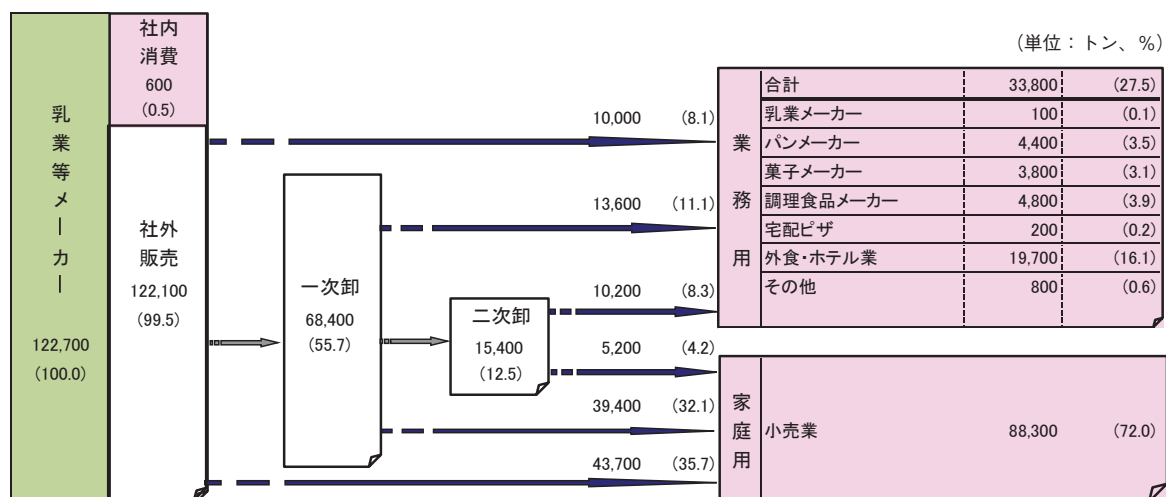 (単位：トン、%)
乳業等メーカー
122,700
(100.0)
社内
消費
600
(0.5)
社外
販売
122,100
(99.5)
一次卸
68,400
(55.7)
二次卸
15,400
(12.5)
10,000 (8.1)
13,600 (11.1)
10,200 (8.3)
5,200 (4.2)
39,400 (32.1)
43,700 (35.7)
業務用
合計 33,800 (27.5)
乳業メーカー 100 (0.1)
パンメーカー 4,400 (3.5)
菓子メーカー 3,800 (3.1)
調理食品メーカー 4,800 (3.9)
宅配ピザ 200 (0.2)
外食・ホテル業 19,700 (16.1)
その他 800 (0.6)
家庭用
小売業 88,300 (72.0)